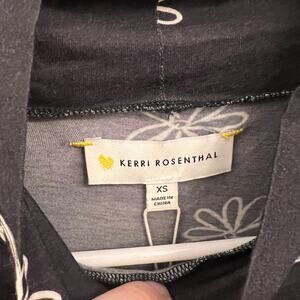 KERRI ROSENTHAL
XS
MADE IN
CHINA